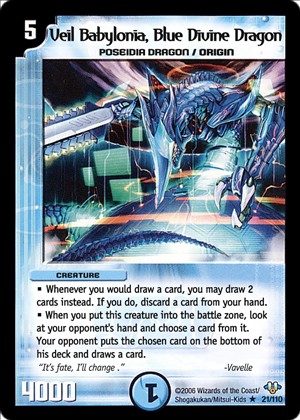 5
Veil Babylonia, Blue Divine Dragon
POSEIDIA DRAGON / ORIGIN
CREATURE
▪ Whenever you would draw a card, you may draw 2
cards instead. If you do, discard a card from your hand.
▪ When you put this creature into the battle zone, look
at your opponent's hand and choose a card from it.
Your opponent puts the chosen card on the bottom of
his deck and draws a card.
"It's fate, I'll change ." -Vavelle
4000
©2006 Wizards of the Coast/
Shogakukan/Mitsui-Kids ★ 21/110